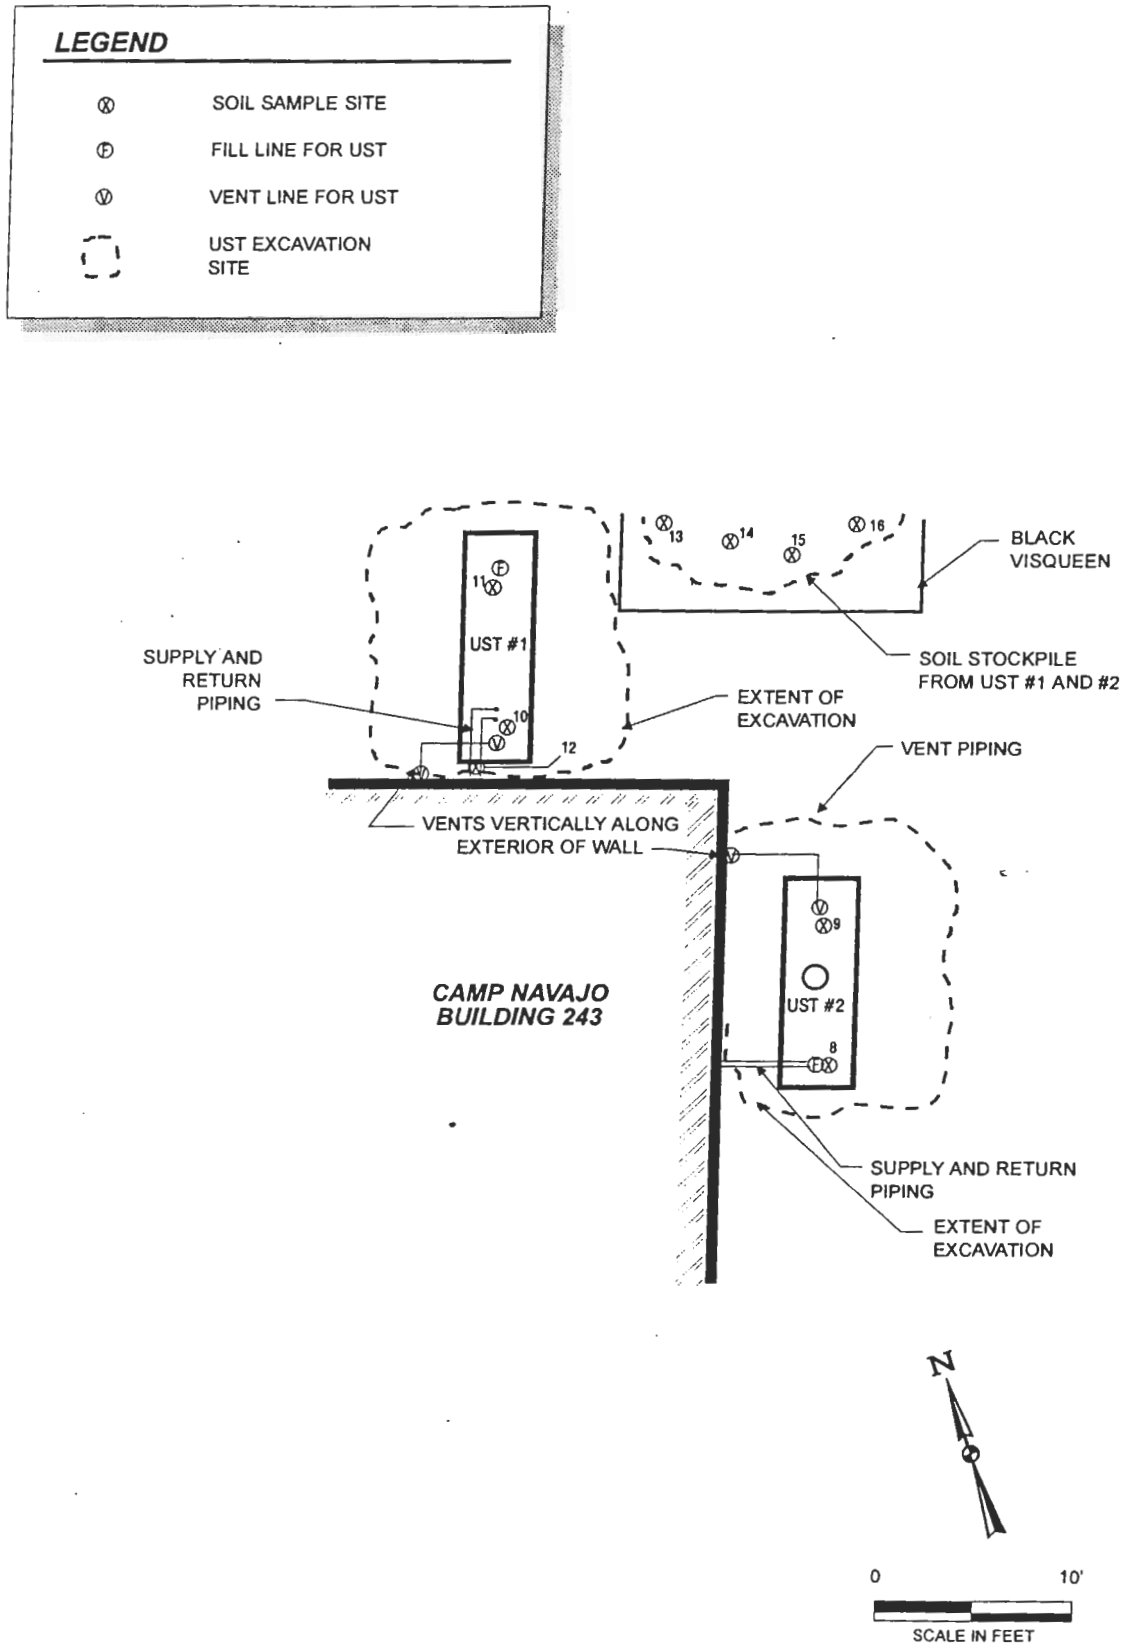 LEGEND
X SOIL SAMPLE SITE
F FILL LINE FOR UST
V VENT LINE FOR UST
UST EXCAVATION
SITE
13
14
15
16
BLACK
VISQUEEN
F
11 X
UST #1
SUPPLY AND
RETURN
PIPING
SOIL STOCKPILE
FROM UST #1 AND #2
EXTENT OF
EXCAVATION
X 10
V
12
V
VENT PIPING
VENTS VERTICALLY ALONG
EXTERIOR OF WALL
V
V
X 9
CAMP NAVAJO
BUILDING 243
UST #2
8
F X
SUPPLY AND RETURN
PIPING
EXTENT OF
EXCAVATION
N
0 10'
SCALE IN FEET